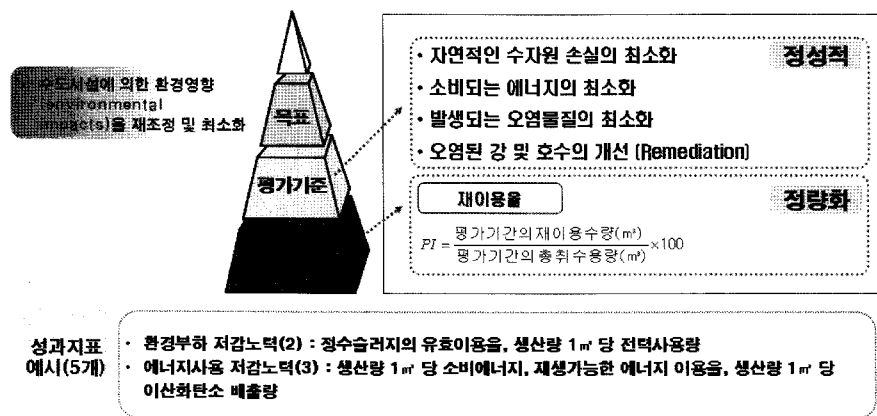 수도시설에 의한 환경영향
(environmental
impacts)을 재조정 및 최소화
목표
평가기준
정성적
• 자연적인 수자원 손실의 최소화
• 소비되는 에너지의 최소화
• 발생되는 오염물질의 최소화
• 오염된 강 및 호수의 개선 (Remediation)
재이용율
정량화
PI = 평가기간의 재이용수량(m³) / 평가기간의 총취수용량(m³) ×100
성과지표
예시(5개)
• 환경부하 저감노력(2) : 정수슬러지의 유효이용율, 생산량 1㎥ 당 전력사용량
• 에너지사용 저감노력(3) : 생산량 1㎥ 당 소비에너지, 재생가능한 에너지 이용율, 생산량 1㎥ 당
이산화탄소 배출량